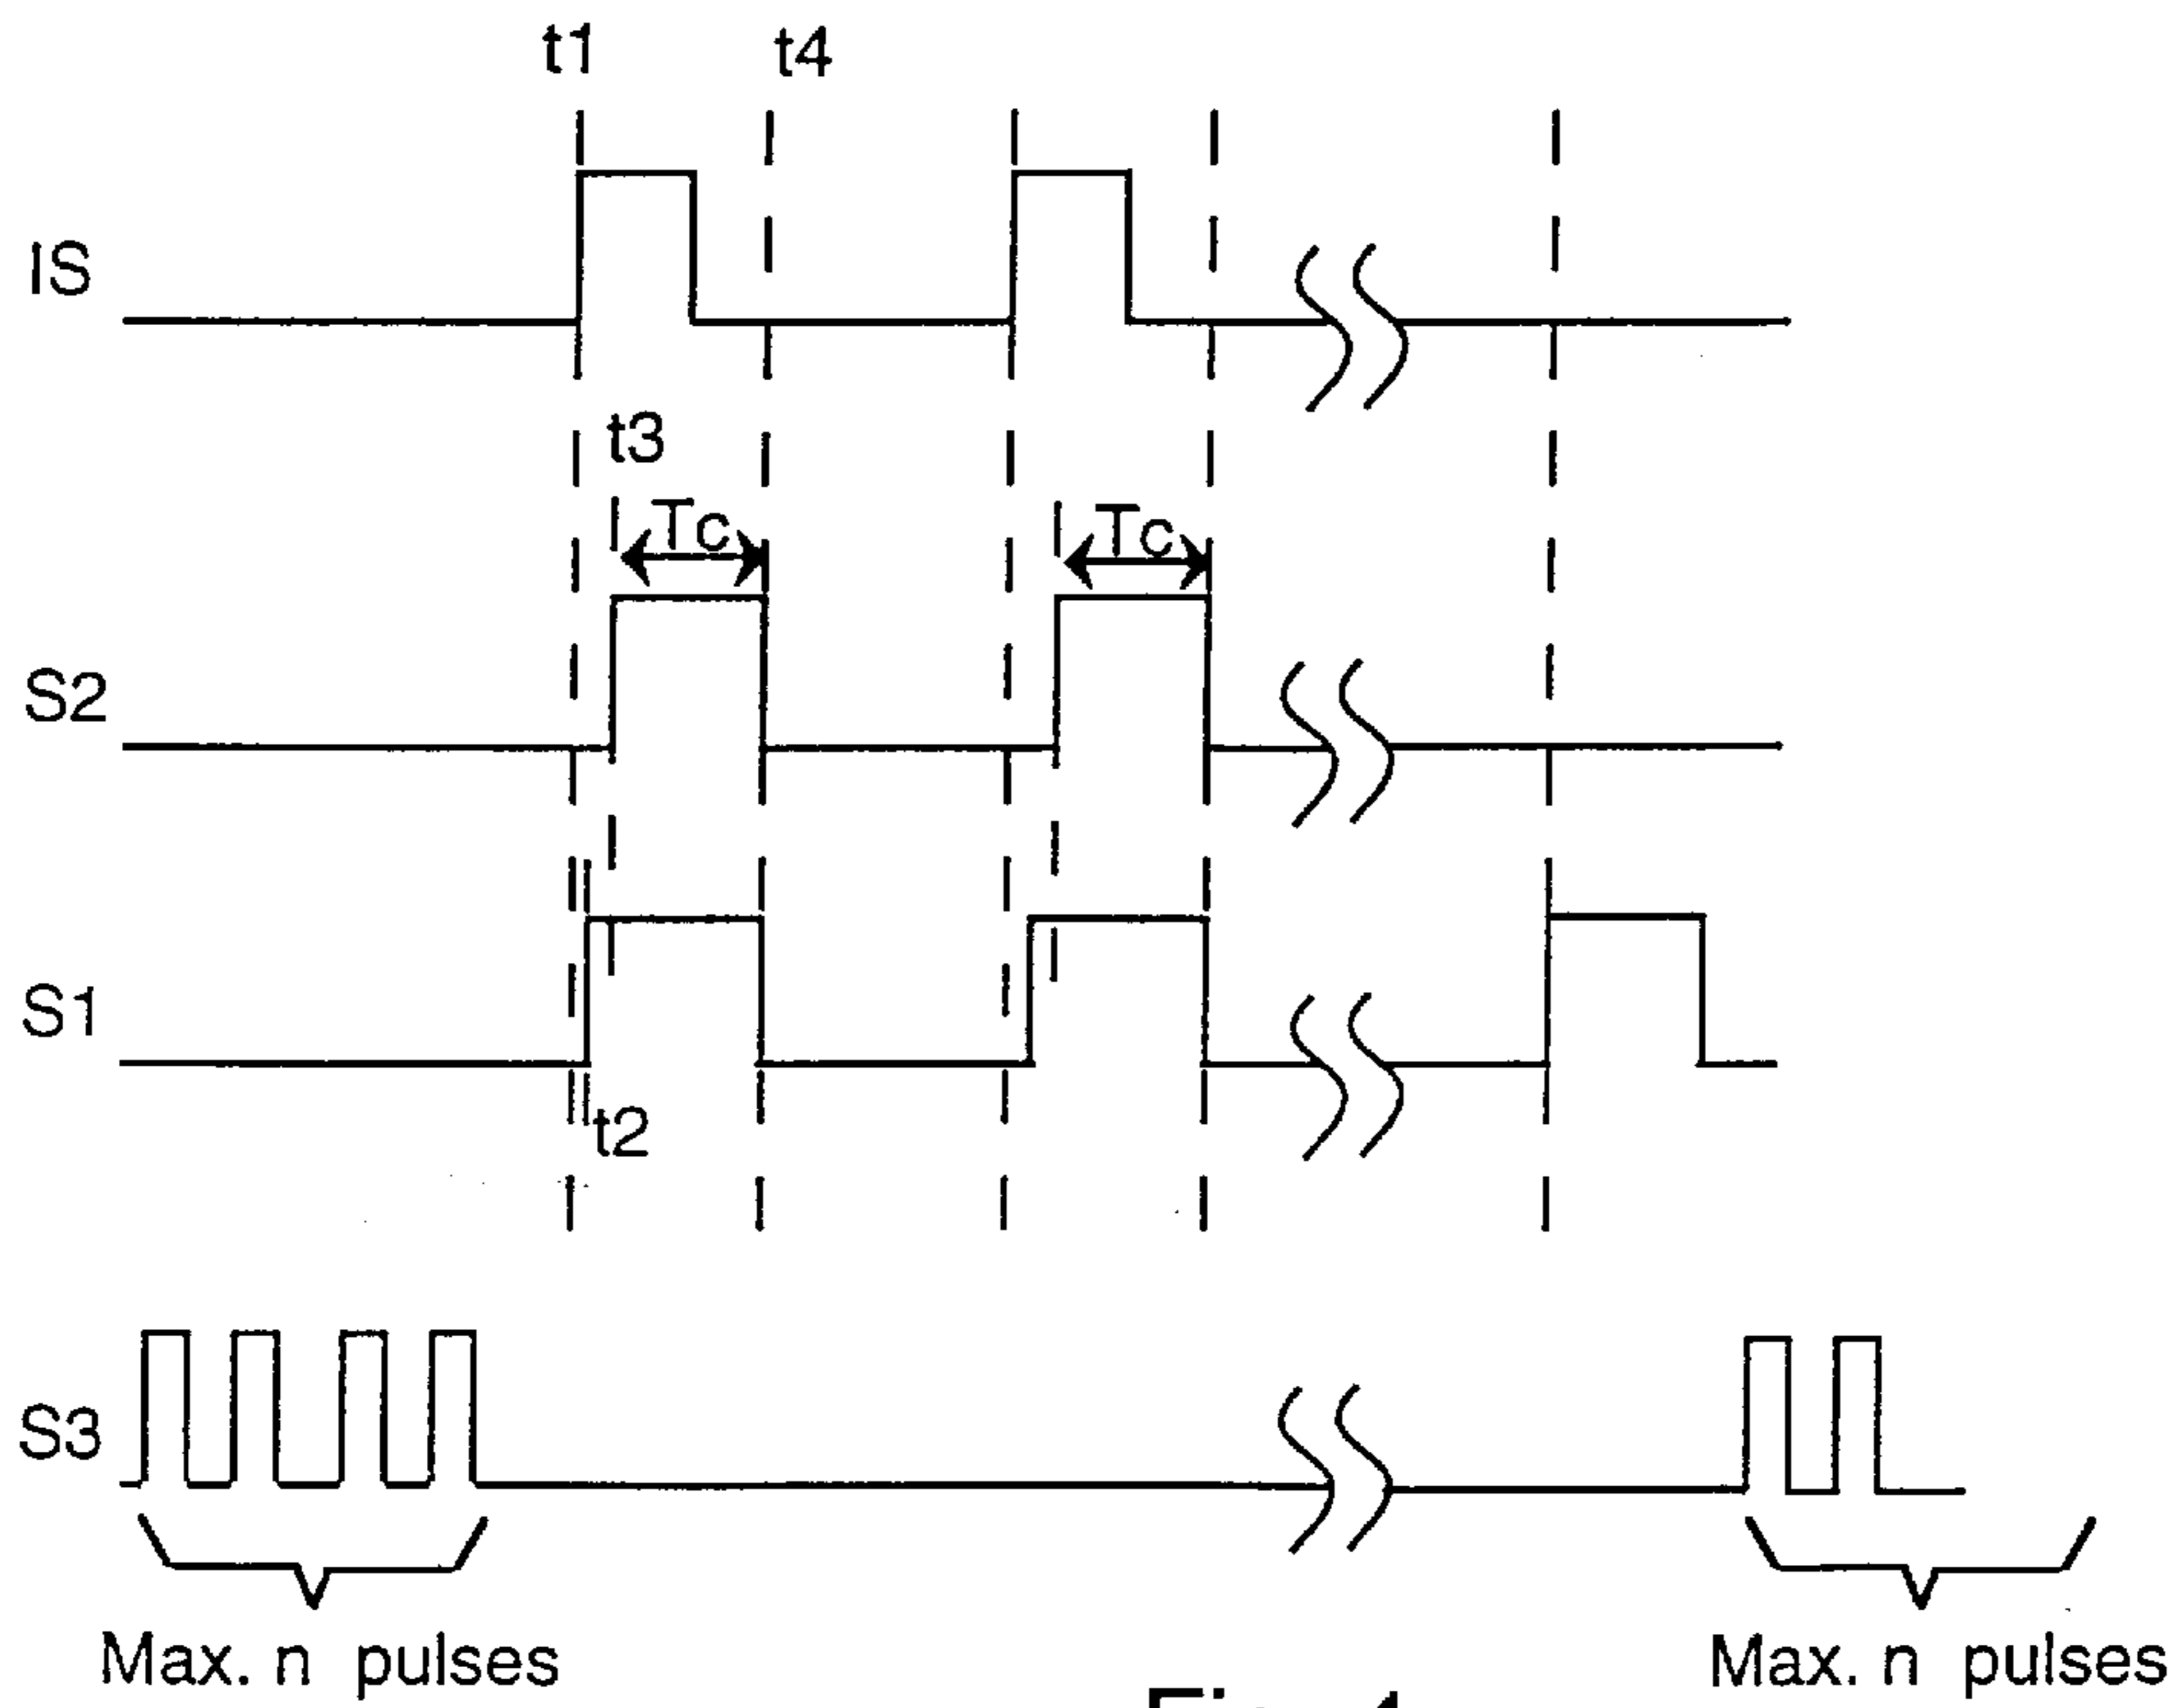 t1 t4
IS
t3
Tc Tc
S2
S1
t2
S3
Max. n pulses Max. n pulses